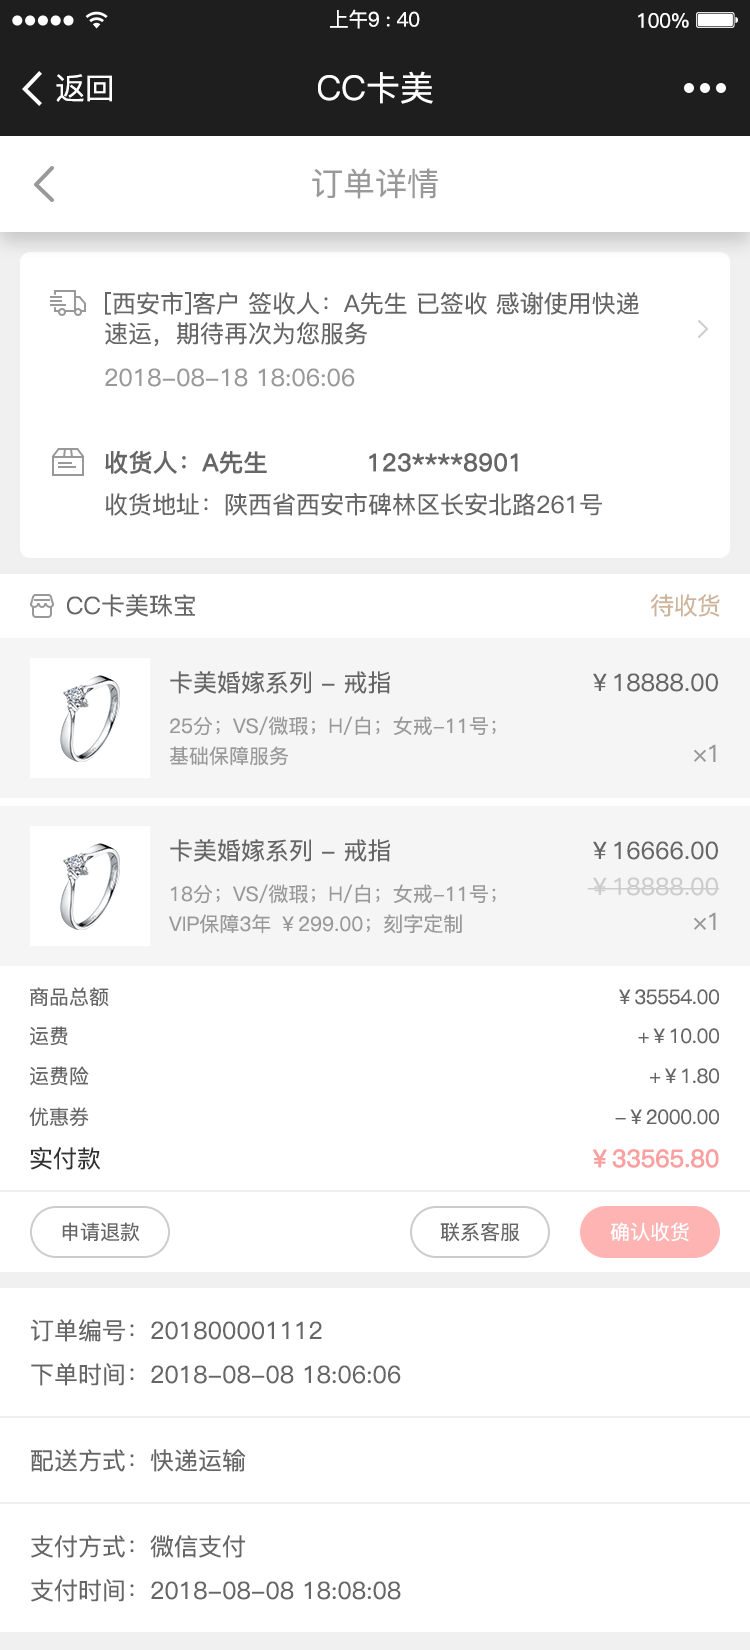 上午9 : 40
100%
返回
CC卡美
订单详情
[西安市]客户 签收人：A先生 已签收 感谢使用快递
速运，期待再次为您服务
2018-08-18 18:06:06
收货人：A先生 123****8901
收货地址：陕西省西安市碑林区长安北路261号
CC卡美珠宝
待收货
卡美婚嫁系列 - 戒指
¥18888.00
25分；VS/微瑕；H/白；女戒-11号；
基础保障服务
×1
卡美婚嫁系列 - 戒指
¥16666.00
¥18888.00
18分；VS/微瑕；H/白；女戒-11号；
VIP保障3年 ¥299.00；刻字定制
×1
商品总额 ¥35554.00
运费 +¥10.00
运费险 +¥1.80
优惠券 -¥2000.00
实付款 ¥33565.80
申请退款
联系客服
确认收货
订单编号：201800001112
下单时间：2018-08-08 18:06:06
配送方式：快递运输
支付方式：微信支付
支付时间：2018-08-08 18:08:08